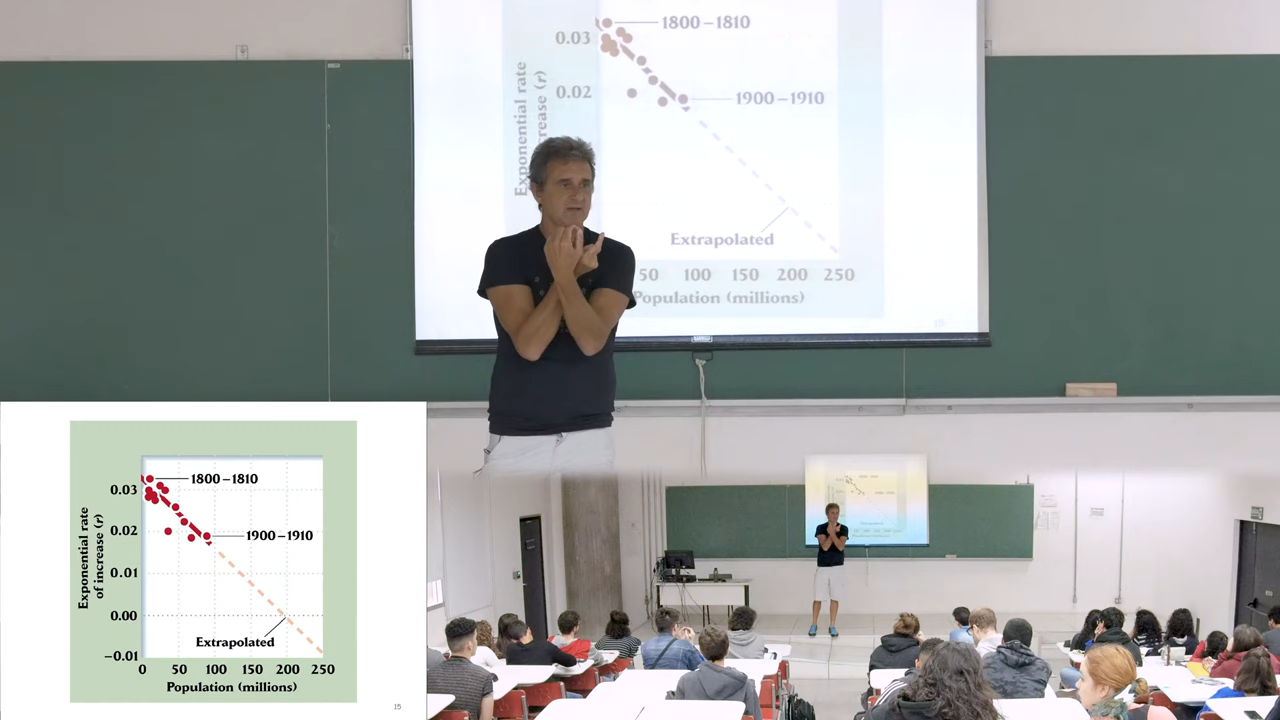 1800–1810
0.03
0.02
1900–1910
Exponential rate
crease (r)
Extrapolated
50 100 150 200 250
Population (millions)
1800–1810
0.03
0.02
1900–1910
0.01
0.00
Extrapolated
−0.01
Exponential rate
of increase (r)
0 50 100 150 200 250
Population (millions)
15